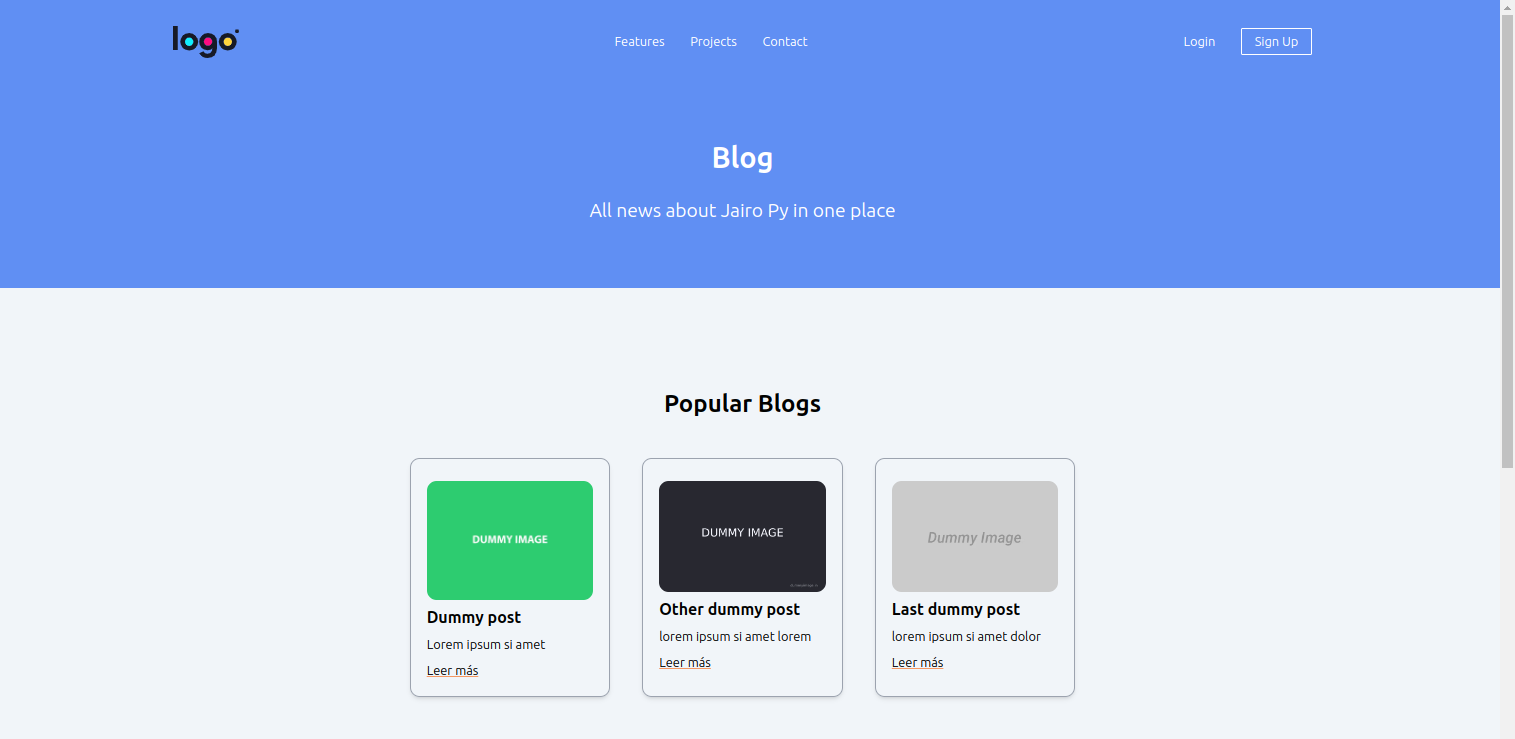 logo
Features Projects Contact
Login Sign Up
Blog
All news about Jairo Py in one place
Popular Blogs
DUMMY IMAGE
Dummy post
Lorem ipsum si amet
Leer más
DUMMY IMAGE
Other dummy post
lorem ipsum si amet lorem
Leer más
Dummy Image
Last dummy post
lorem ipsum si amet dolor
Leer más